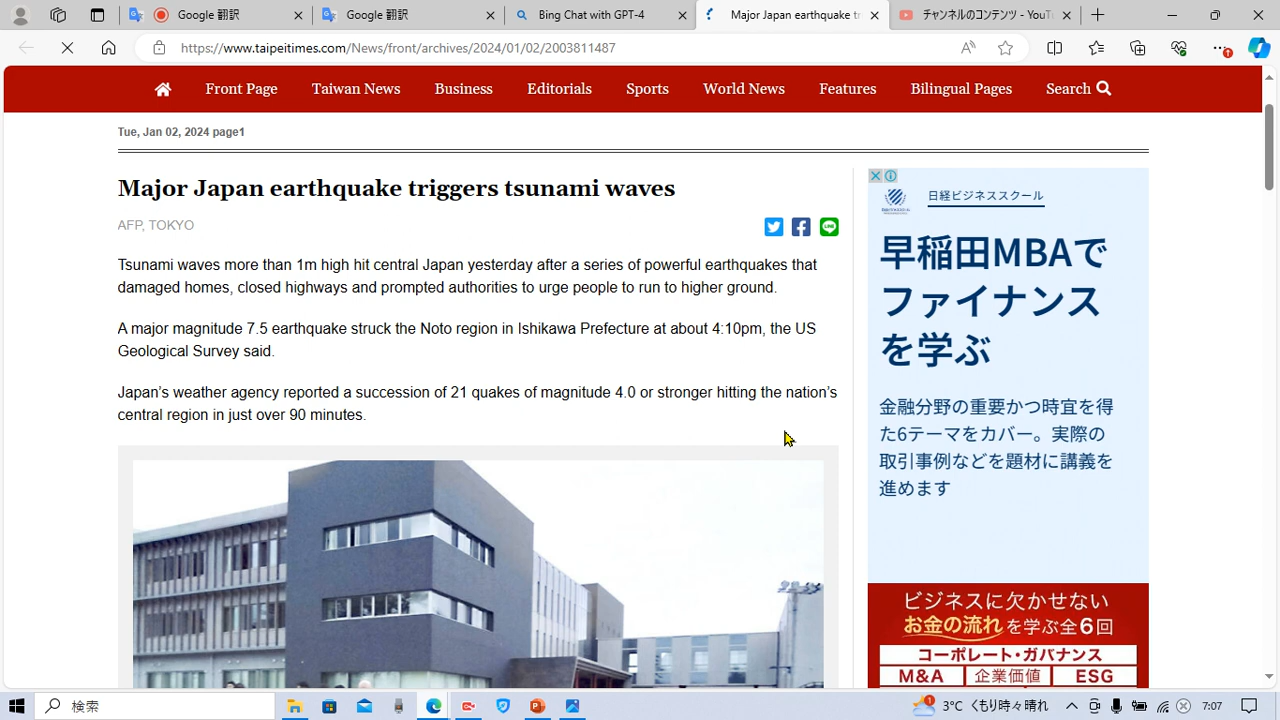 Google 翻訳
Google 翻訳
Bing Chat with GPT-4
Major Japan earthquake tr
チャンネルのコンテンツ - YouT
https://www.taipeitimes.com/News/front/archives/2024/01/02/2003811487
Front Page Taiwan News Business Editorials Sports World News Features Bilingual Pages Search
Tue, Jan 02, 2024 page1
Major Japan earthquake triggers tsunami waves
AFP, TOKYO
Tsunami waves more than 1m high hit central Japan yesterday after a series of powerful earthquakes that
damaged homes, closed highways and prompted authorities to urge people to run to higher ground.
A major magnitude 7.5 earthquake struck the Noto region in Ishikawa Prefecture at about 4:10pm, the US
Geological Survey said.
Japan’s weather agency reported a succession of 21 quakes of magnitude 4.0 or stronger hitting the nation’s
central region in just over 90 minutes.
日経ビジネススクール
早稲田MBAで
ファイナンス
を学ぶ
金融分野の重要かつ時宜を得
た6テーマをカバー。実際の
取引事例などを題材に講義を
進めます
ビジネスに欠かせない
お金の流れを学ぶ全6回
コーポレート・ガバナンス
M&A 企業価値 ESG
検索
1
3°C くもり時々晴れ
7:07